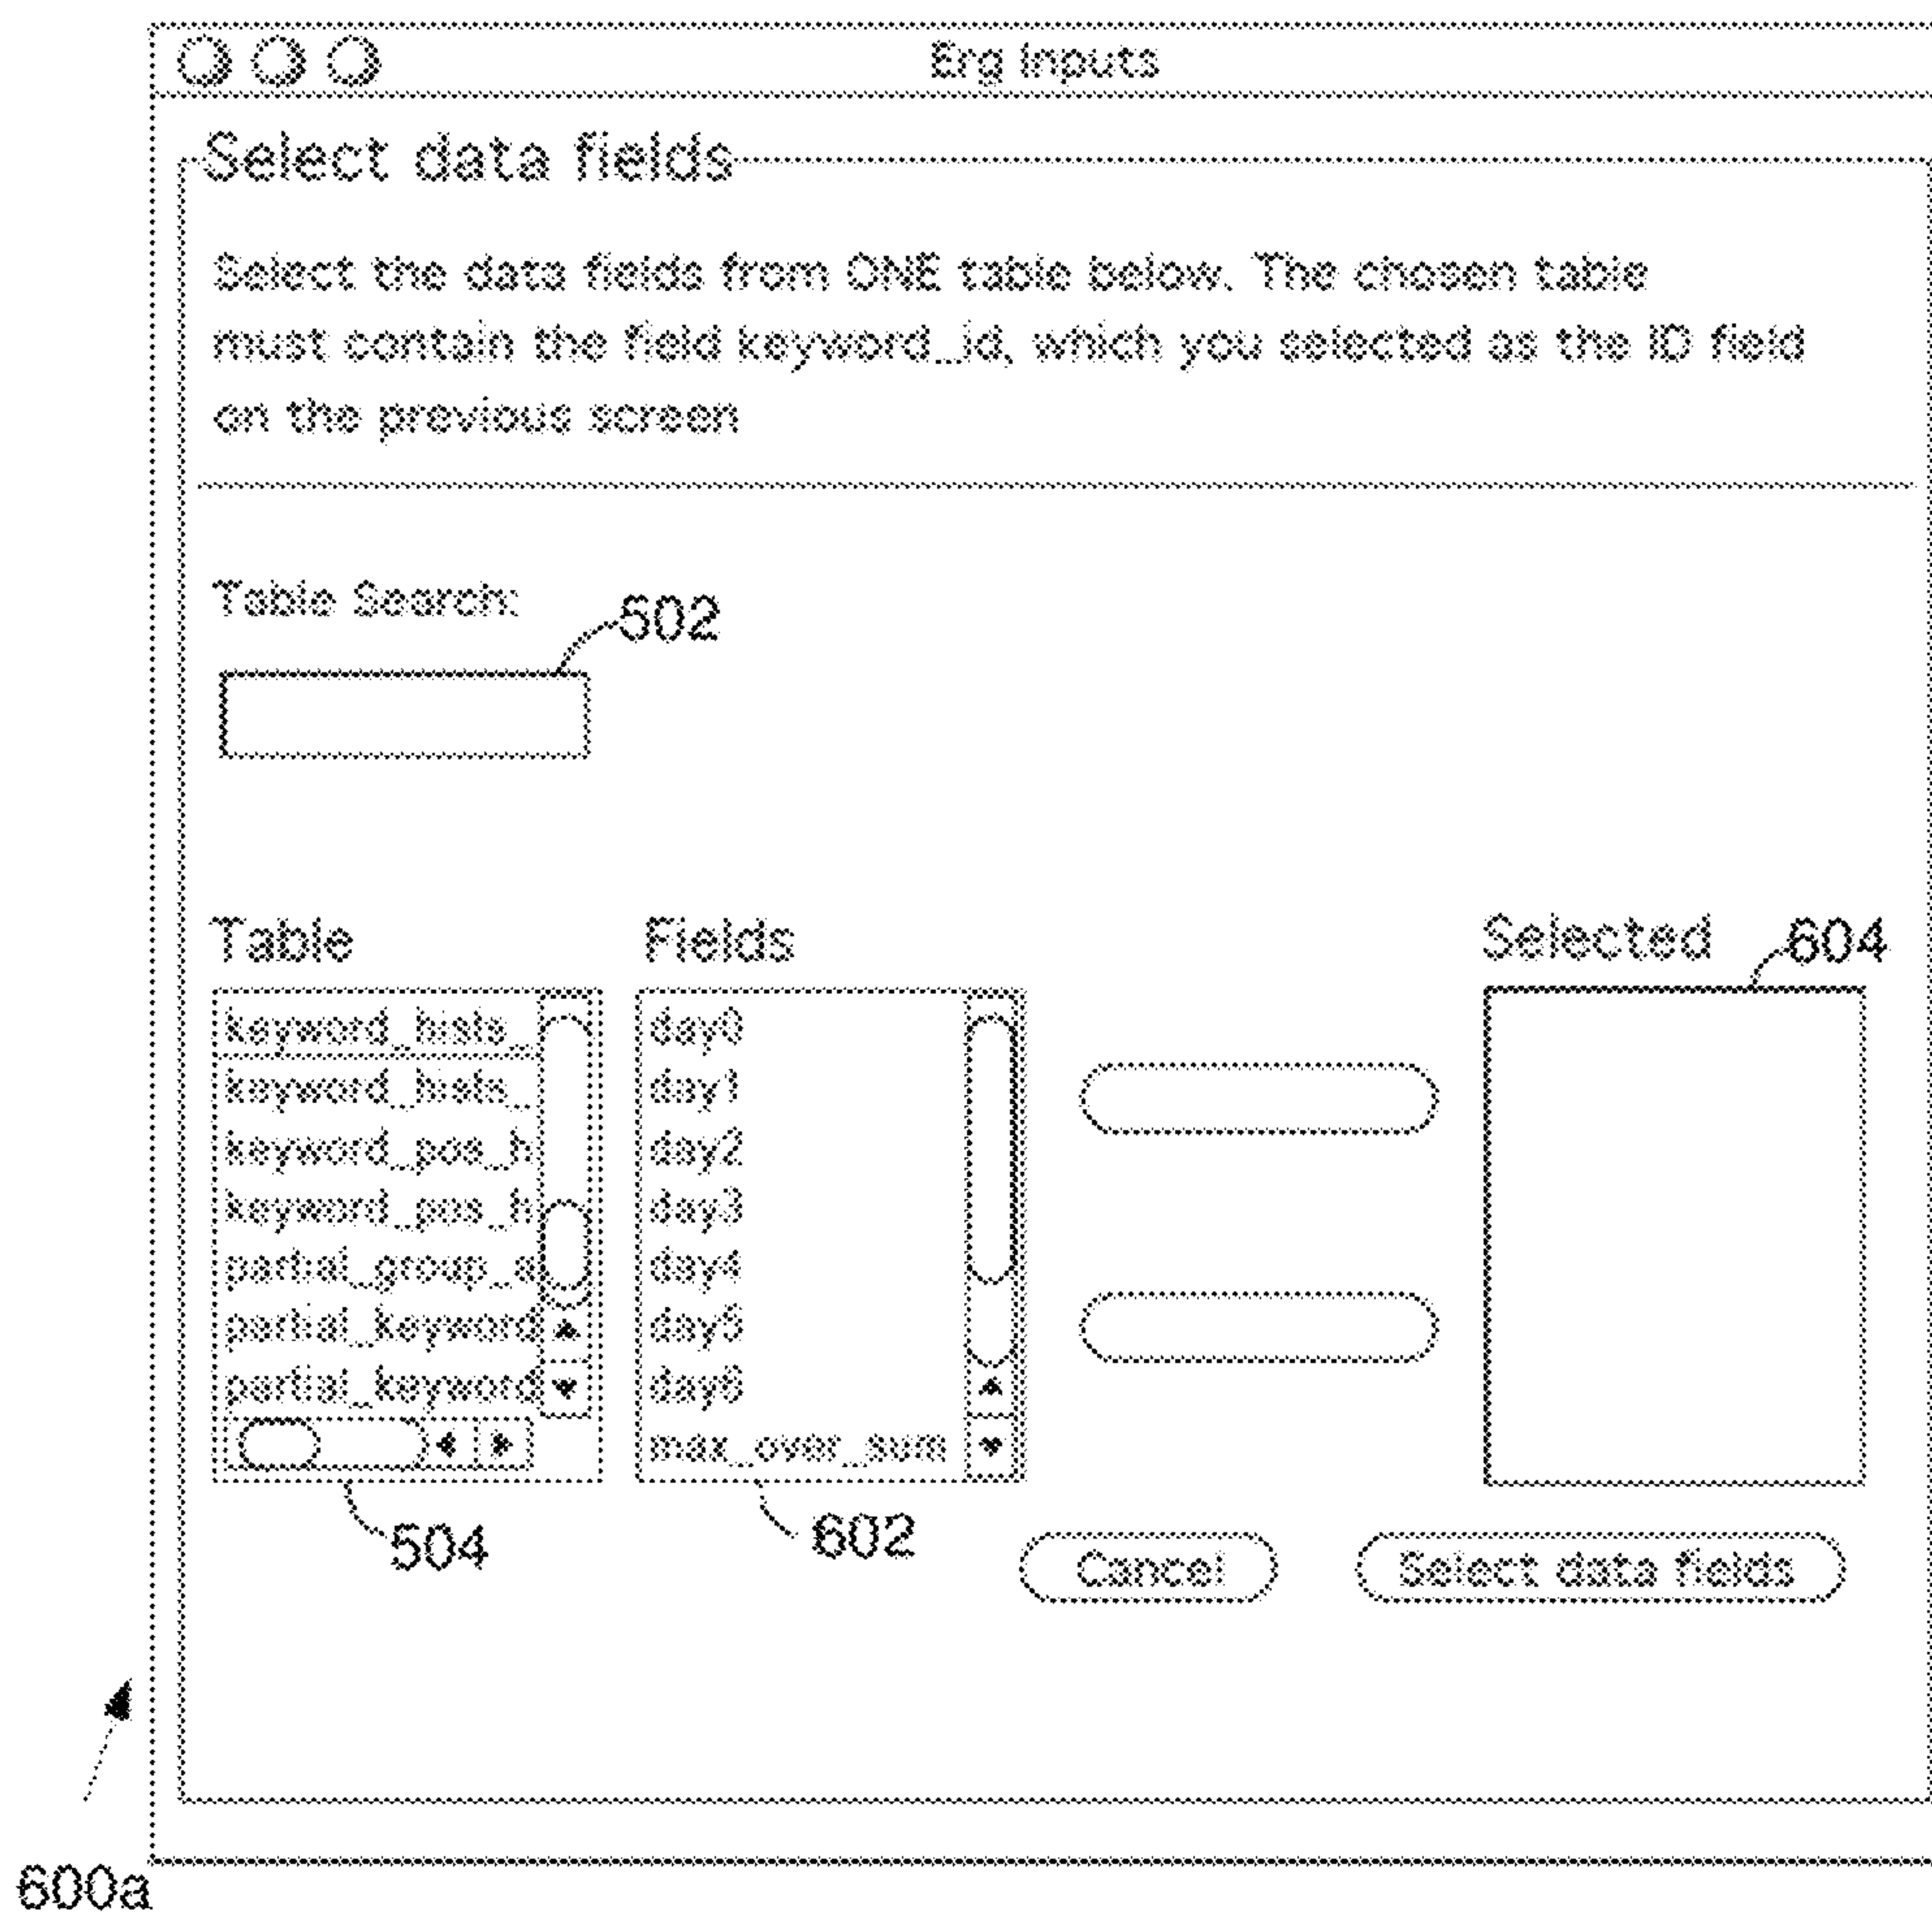 Erg Inputs
Select data fields
Select the data fields from ONE table below. The chosen table
must contain the field keyword_id, which you selected as the ID field
on the previous screen
Table Search:
502
Table
Fields
Selected
604
keyword_hists_
keyword_hists_
keyword_pos_h
keyword_pos_h
partial_group_a
partial_keyword
partial_keyword
day0
day1
day2
day3
day4
day5
day6
max_over_sum
504
602
Cancel
Select data fields
600a